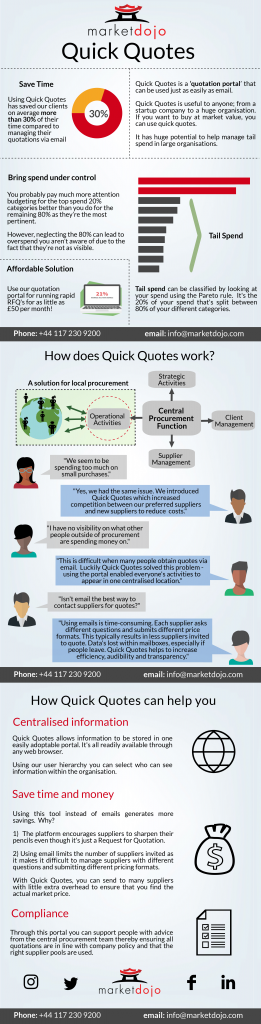 marketdojo
Quick Quotes
Save Time
Using Quick Quotes
has saved our clients
on average more
than 30% of their
time compared to
managing their
quotations via email
30%
Quick Quotes is a 'quotation portal' that
can be used just as easily as email.
Quick Quotes is useful to anyone; from a
startup company to a huge organisation.
If you want to buy at market value, you
can use quick quotes.
It has huge potential to help manage tail
spend in large organisations.
Bring spend under control
You probably pay much more attention
budgeting for the top spend 20%
categories better than you do for the
remaining 80% as they're the most
pertinent.
However, neglecting the 80% can lead to
overspend you aren't aware of due to the
fact that they're not as visible.
Tail Spend
Affordable Solution
Use our quotation
portal for running rapid
RFQ's for as little as
£50 per month!
21%
Tail spend can be classified by looking at
your spend using the Pareto rule. It's the
20% of your spend that's split between
80% of your different categories.
Phone: +44 117 230 9200
email: info@marketdojo.com
How does Quick Quotes work?
A solution for local procurement
Strategic
Activities
Operational
Activities
Central
Procurement
Function
Client
Management
Supplier
Management
"We seem to be
spending too much on
small purchases."
"Yes, we had the same issue. We introduced
Quick Quotes which increased
competition between our preferred suppliers
and new suppliers to reduce costs."
"I have no visibility on what other
people outside of procurement
are spending money on."
"This is difficult when many people obtain quotes via
email. Luckily Quick Quotes solved this problem -
using the portal enabled everyone's activities to
appear in one centralised location."
"Isn't email the best way to
contact suppliers for quotes?"
"Using emails is time-consuming. Each supplier asks
different questions and submits different price
formats. This typically results in less suppliers invited
to quote. Data's lost within mailboxes, especially if
people leave. Quick Quotes helps to increase
efficiency, audibility and transparency."
Phone: +44 117 230 9200
email: info@marketdojo.com
How Quick Quotes can help you
Centralised information
Quick Quotes allows information to be stored in one
easily adoptable portal. It's all readily available through
any web browser.
Using our user hierarchy you can select who can see
information within the organisation.
Save time and money
Using this tool instead of emails generates more
savings. Why?
1) The platform encourages suppliers to sharpen their
pencils even though it's just a Request for Quotation.
2) Using email limits the number of suppliers invited as
it makes it difficult to manage suppliers with different
questions and submitting different pricing formats.
With Quick Quotes, you can send to many suppliers
with little extra overhead to ensure that you find the
actual market price.
$
Compliance
Through this portal you can support people with advice
from the central procurement team thereby ensuring all
quotations are in line with company policy and that the
right supplier pools are used.
marketdojo
Phone: +44 117 230 9200
email: info@marketdojo.com